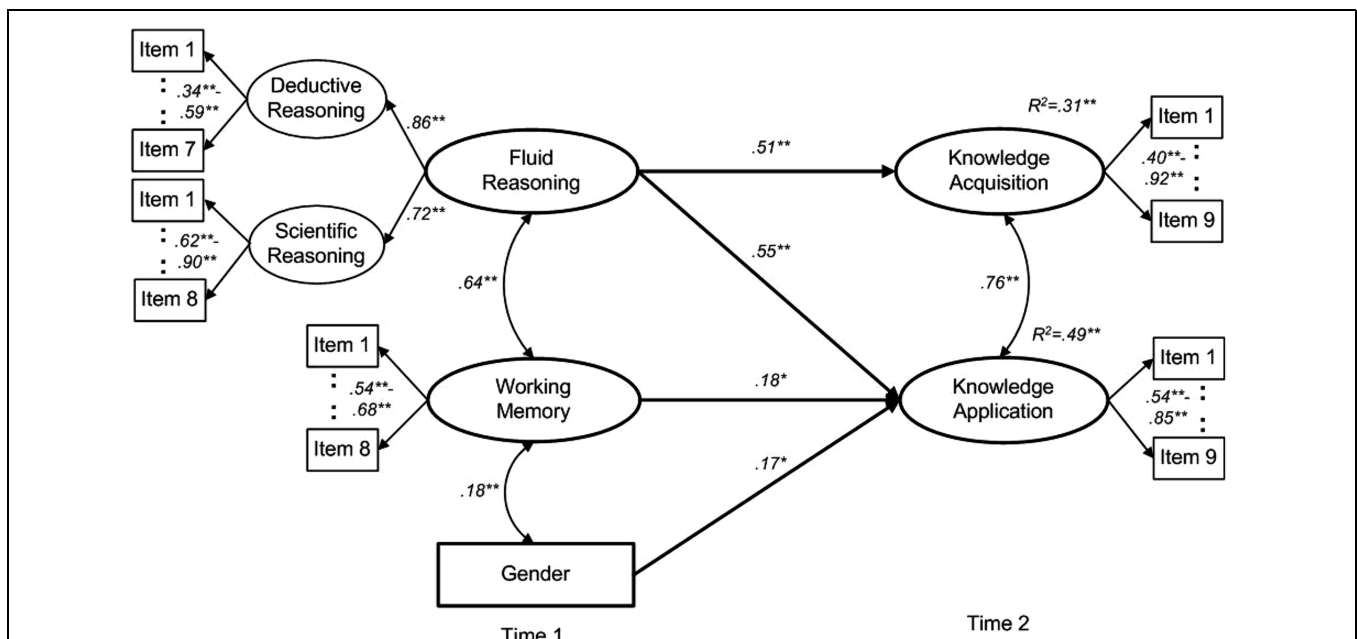 Item 1
.34**-
.59**
Item 7
Deductive
Reasoning
.86**
Item 1
.62**-
.90**
Item 8
Scientific
Reasoning
.72**
Fluid
Reasoning
.51**
.55**
R²=.31**
Knowledge
Acquisition
Item 1
.40**-
.92**
Item 9
.64**
.76**
Item 1
.54**-
.68**
Item 8
Working
Memory
.18*
R²=.49**
Knowledge
Application
Item 1
.54**-
.85**
Item 9
.18**
.17*
Gender
Time 1
Time 2